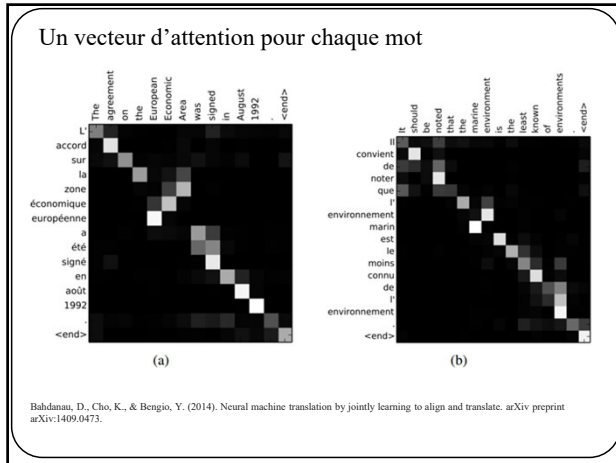 Un vecteur d'attention pour chaque mot
The
agreement
on
the
European
Economic
Area
was
signed
in
August
1992
.
<end>
L'
accord
sur
la
zone
économique
européenne
a
été
signé
en
août
1992
.
<end>
(a)
It
should
be
noted
that
the
marine
environment
is
the
least
known
of
environments
.
<end>
Il
convient
de
noter
que
l'
environnement
marin
est
le
moins
connu
de
l'
environnement
.
<end>
(b)
Bahdanau, D., Cho, K., & Bengio, Y. (2014). Neural machine translation by jointly learning to align and translate. arXiv preprint
arXiv:1409.0473.